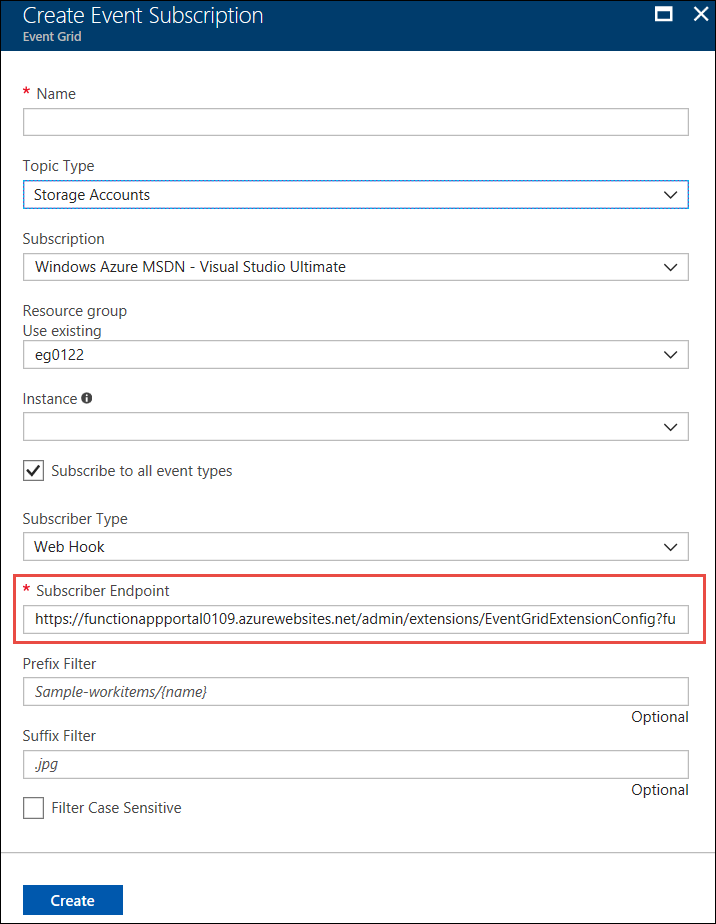 Create Event Subscription
Event Grid
* Name
Topic Type
Storage Accounts
Subscription
Windows Azure MSDN - Visual Studio Ultimate
Resource group
Use existing
eg0122
Instance
Subscribe to all event types
Subscriber Type
Web Hook
* Subscriber Endpoint
https://functionappportal0109.azurewebsites.net/admin/extensions/EventGridExtensionConfig?fu
Prefix Filter
Sample-workitems/{name}
Optional
Suffix Filter
.jpg
Optional
Filter Case Sensitive
Create